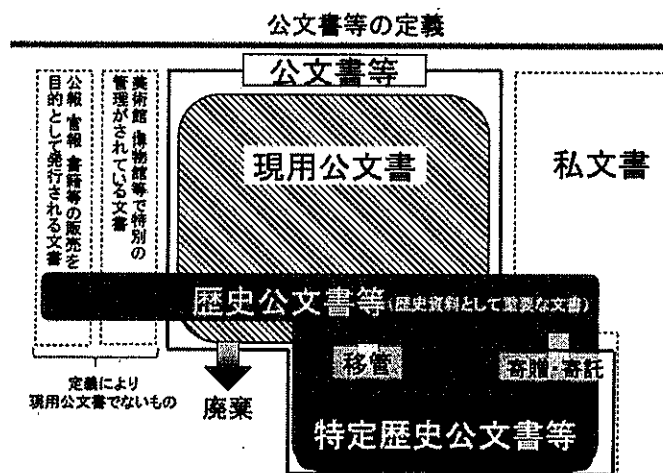 公文書等の定義
公文書等
公報・官報・書籍等の販売を
目的として発行される文書
美術館・博物館等で特別の
管理がされている文書
現用公文書
私文書
歴史公文書等(歴史資料として重要な文書)
移管
寄贈・寄託
定義により
現用公文書でないもの
廃棄
特定歴史公文書等